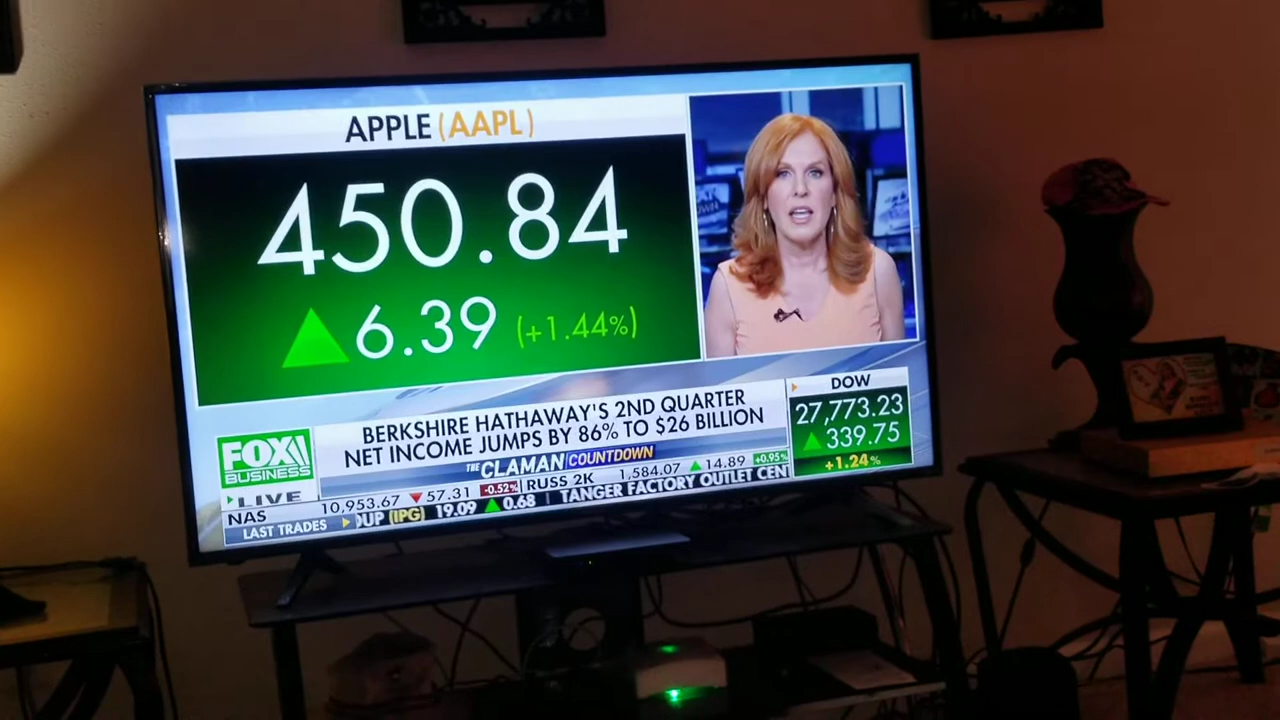 APPLE (AAPL)
450.84
▲ 6.39 (+1.44%)
BERKSHIRE HATHAWAY'S 2ND QUARTER
NET INCOME JUMPS BY 86% TO $26 BILLION
DOW
27,773.23
▲ 339.75
+1.24%
FOX
BUSINESS
LIVE
THE CLAMAN COUNTDOWN
NAS 10,953.67 ▼ 57.31 -0.52% RUSS 2K 1,584.07 ▲ 14.89 +0.95%
LAST TRADES OUP (IPG) 19.09 ▲ 0.68 TANGER FACTORY OUTLET CEN